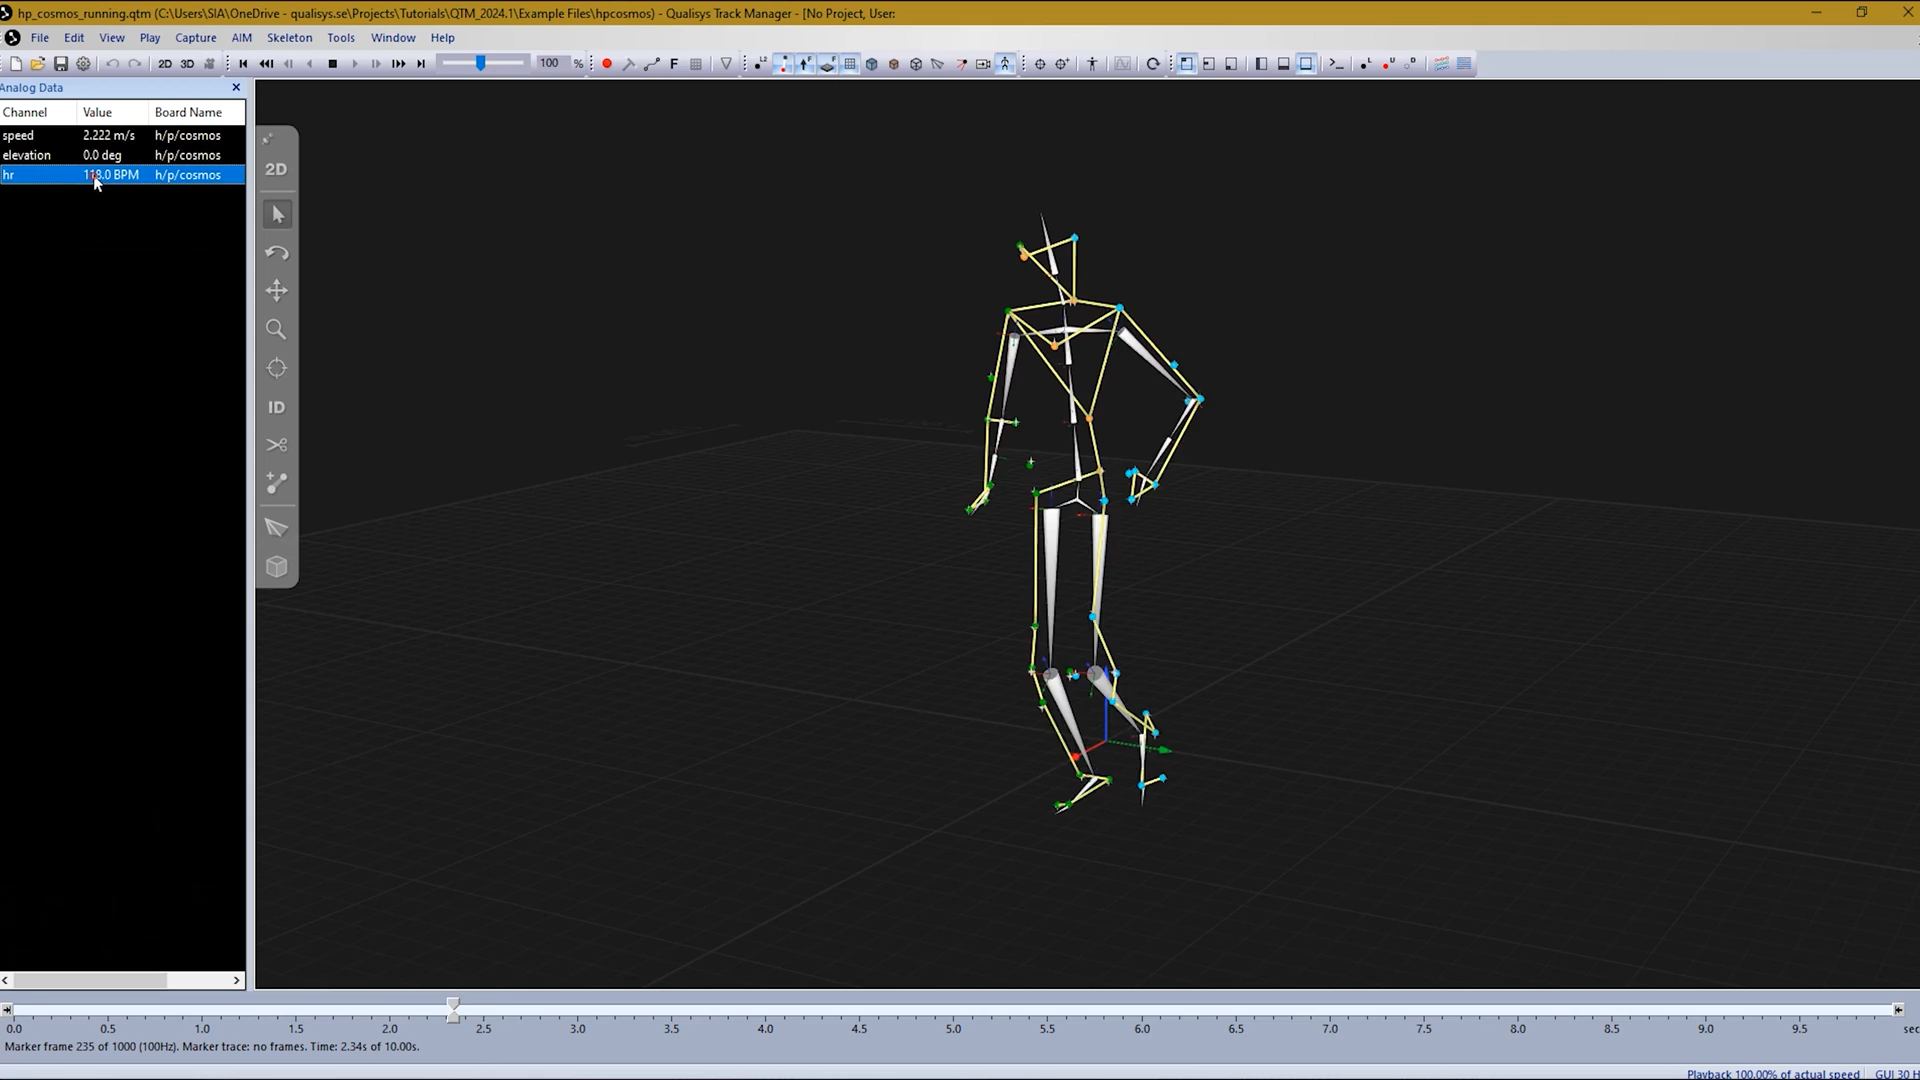 hp_cosmos_running.qtm (C:\Users\SIA\OneDrive - qualisys.se\Projects\Tutorials\QTM_2024.1\Example Files\hpcosmos) - Qualisys Track Manager - [No Project, User:
File Edit View Play Capture AIM Skeleton Tools Window Help
2D 3D 100 % F
Analog Data
Channel Value Board Name
speed 2.222 m/s h/p/cosmos
elevation 0.0 deg h/p/cosmos
hr 118.0 BPM h/p/cosmos
2D
ID
0.0 0.5 1.0 1.5 2.0 2.5 3.0 3.5 4.0 4.5 5.0 5.5 6.0 6.5 7.0 7.5 8.0 8.5 9.0 9.5 sec
Marker frame 235 of 1000 (100Hz). Marker trace: no frames. Time: 2.34s of 10.00s.
Playback 100.00% of actual speed GUI 30 H